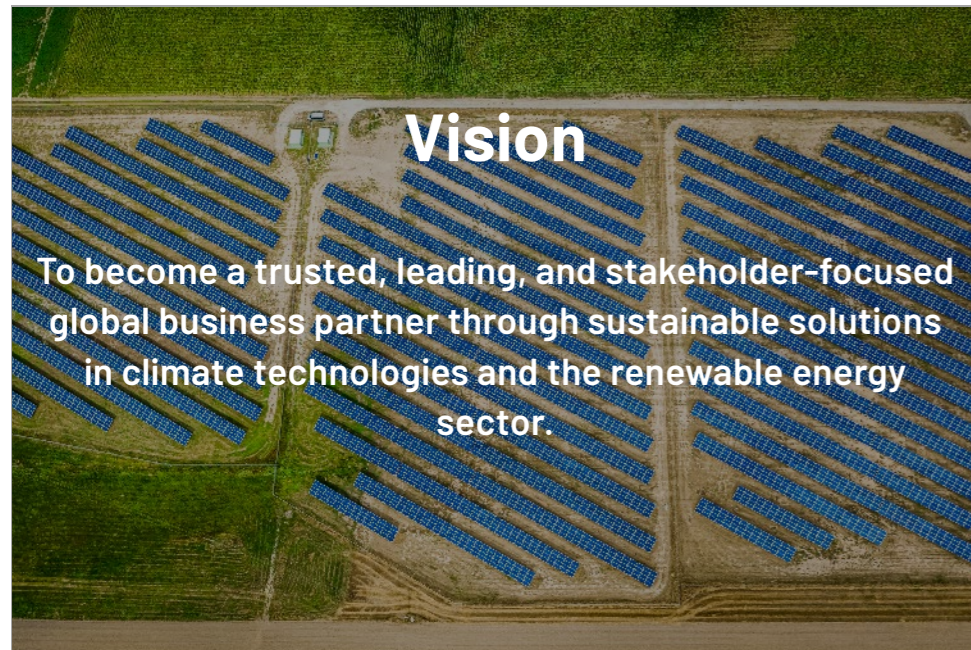 Vision
To become a trusted, leading, and stakeholder-focused
global business partner through sustainable solutions
in climate technologies and the renewable energy
sector.